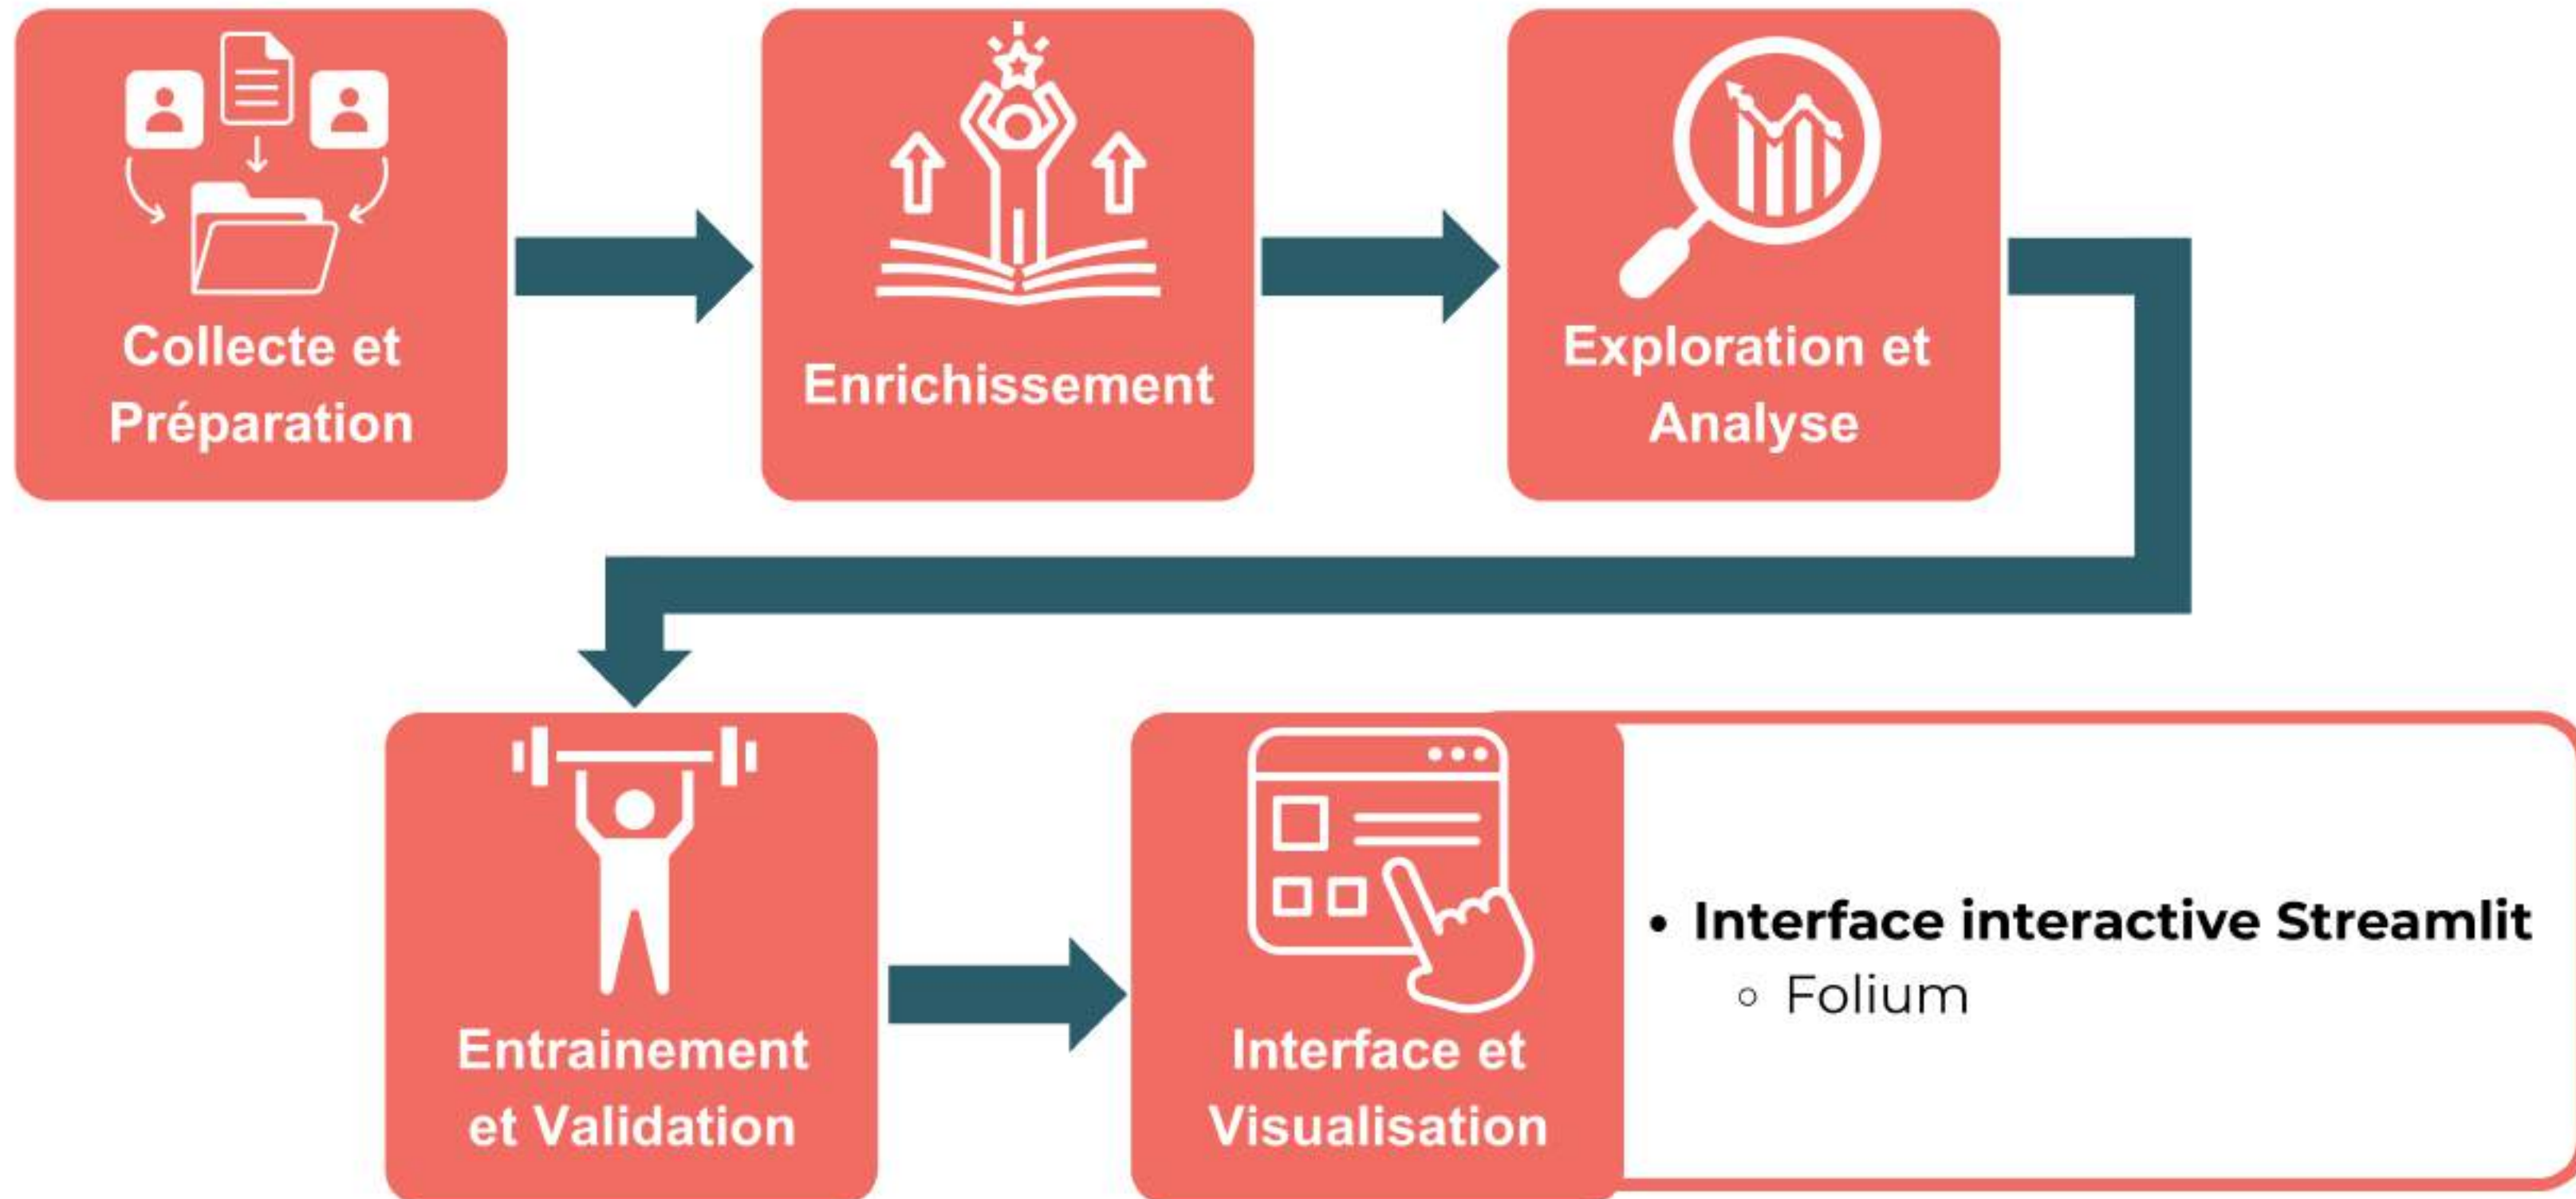 Collecte et
Préparation
Enrichissement
Exploration et
Analyse
Entrainement
et Validation
Interface et
Visualisation
• Interface interactive Streamlit
◦ Folium